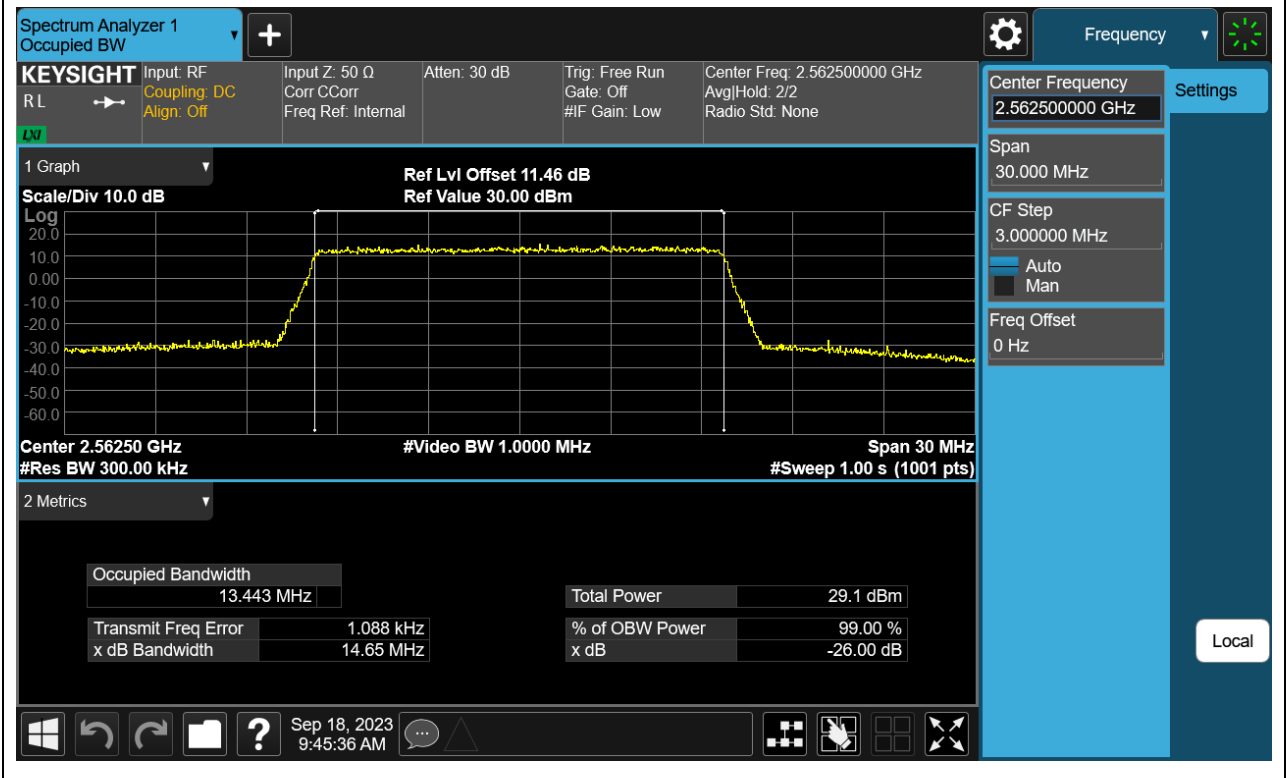 Spectrum Analyzer 1
Occupied BW
+
Frequency
KEYSIGHT
R L
LXI
Input: RF
Coupling: DC
Align: Off
Input Z: 50 Ω
Corr CCorr
Freq Ref: Internal
Atten: 30 dB
Trig: Free Run
Gate: Off
#IF Gain: Low
Center Freq: 2.562500000 GHz
Avg|Hold: 2/2
Radio Std: None
Center Frequency
2.562500000 GHz
Settings
Span
30.000 MHz
CF Step
3.000000 MHz
Auto
Man
Freq Offset
0 Hz
1 Graph
Scale/Div 10.0 dB
Ref Lvl Offset 11.46 dB
Ref Value 30.00 dBm
Log
20.0
10.0
0.00
-10.0
-20.0
-30.0
-40.0
-50.0
-60.0
Center 2.56250 GHz
#Video BW 1.0000 MHz
Span 30 MHz
#Res BW 300.00 kHz
#Sweep 1.00 s (1001 pts)
2 Metrics
Occupied Bandwidth
13.443 MHz
Total Power 29.1 dBm
Transmit Freq Error 1.088 kHz
% of OBW Power 99.00 %
x dB Bandwidth 14.65 MHz
x dB -26.00 dB
Local
?
Sep 18, 2023
9:45:36 AM